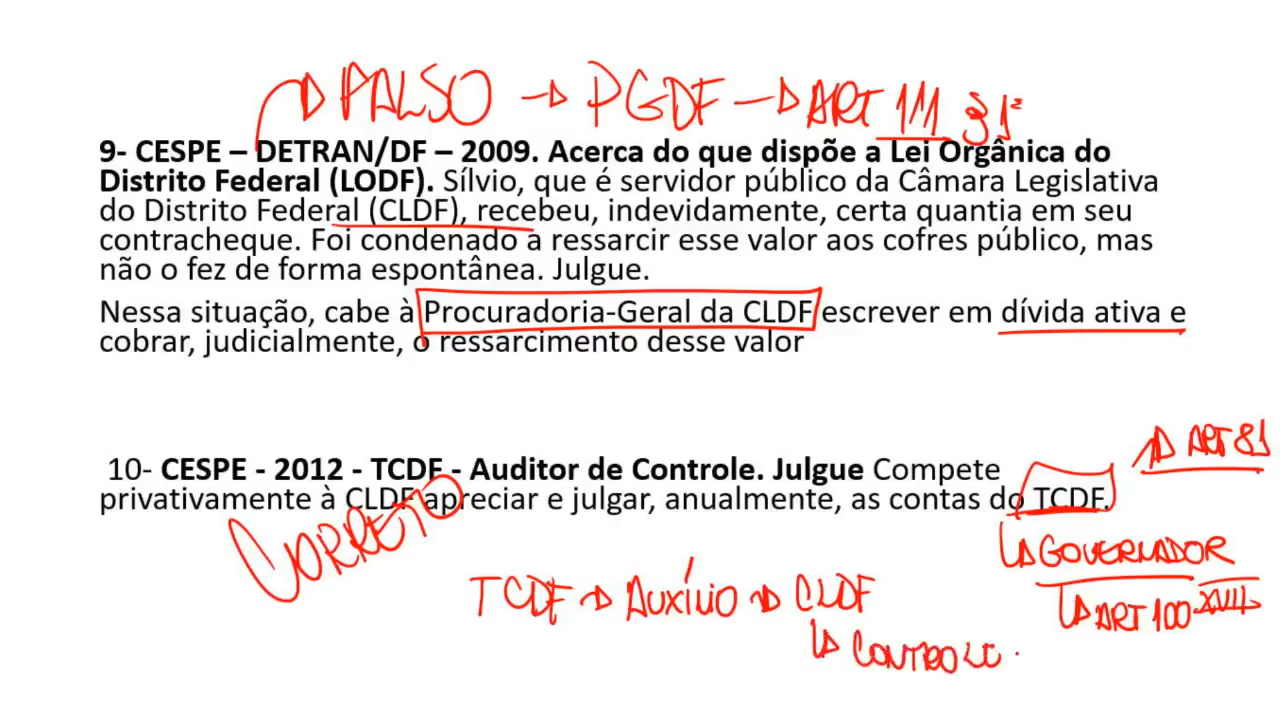 → FALSO → PGDF → ART 111 § 1º
9- CESPE – DETRAN/DF – 2009. Acerca do que dispõe a Lei Orgânica do
Distrito Federal (LODF). Sílvio, que é servidor público da Câmara Legislativa
do Distrito Federal (CLDF), recebeu, indevidamente, certa quantia em seu
contracheque. Foi condenado a ressarcir esse valor aos cofres público, mas
não o fez de forma espontânea. Julgue.
Nessa situação, cabe à Procuradoria-Geral da CLDF escrever em dívida ativa e
cobrar, judicialmente, o ressarcimento desse valor
→ ART 81
10- CESPE - 2012 - TCDF - Auditor de Controle. Julgue Compete
privativamente à CLDF apreciar e julgar, anualmente, as contas do TCDF.
CORRETO
→ GOVERNADOR
TCDF → AUXÍLIO → CLDF
→ ART 100 XVII
→ CONTROLE